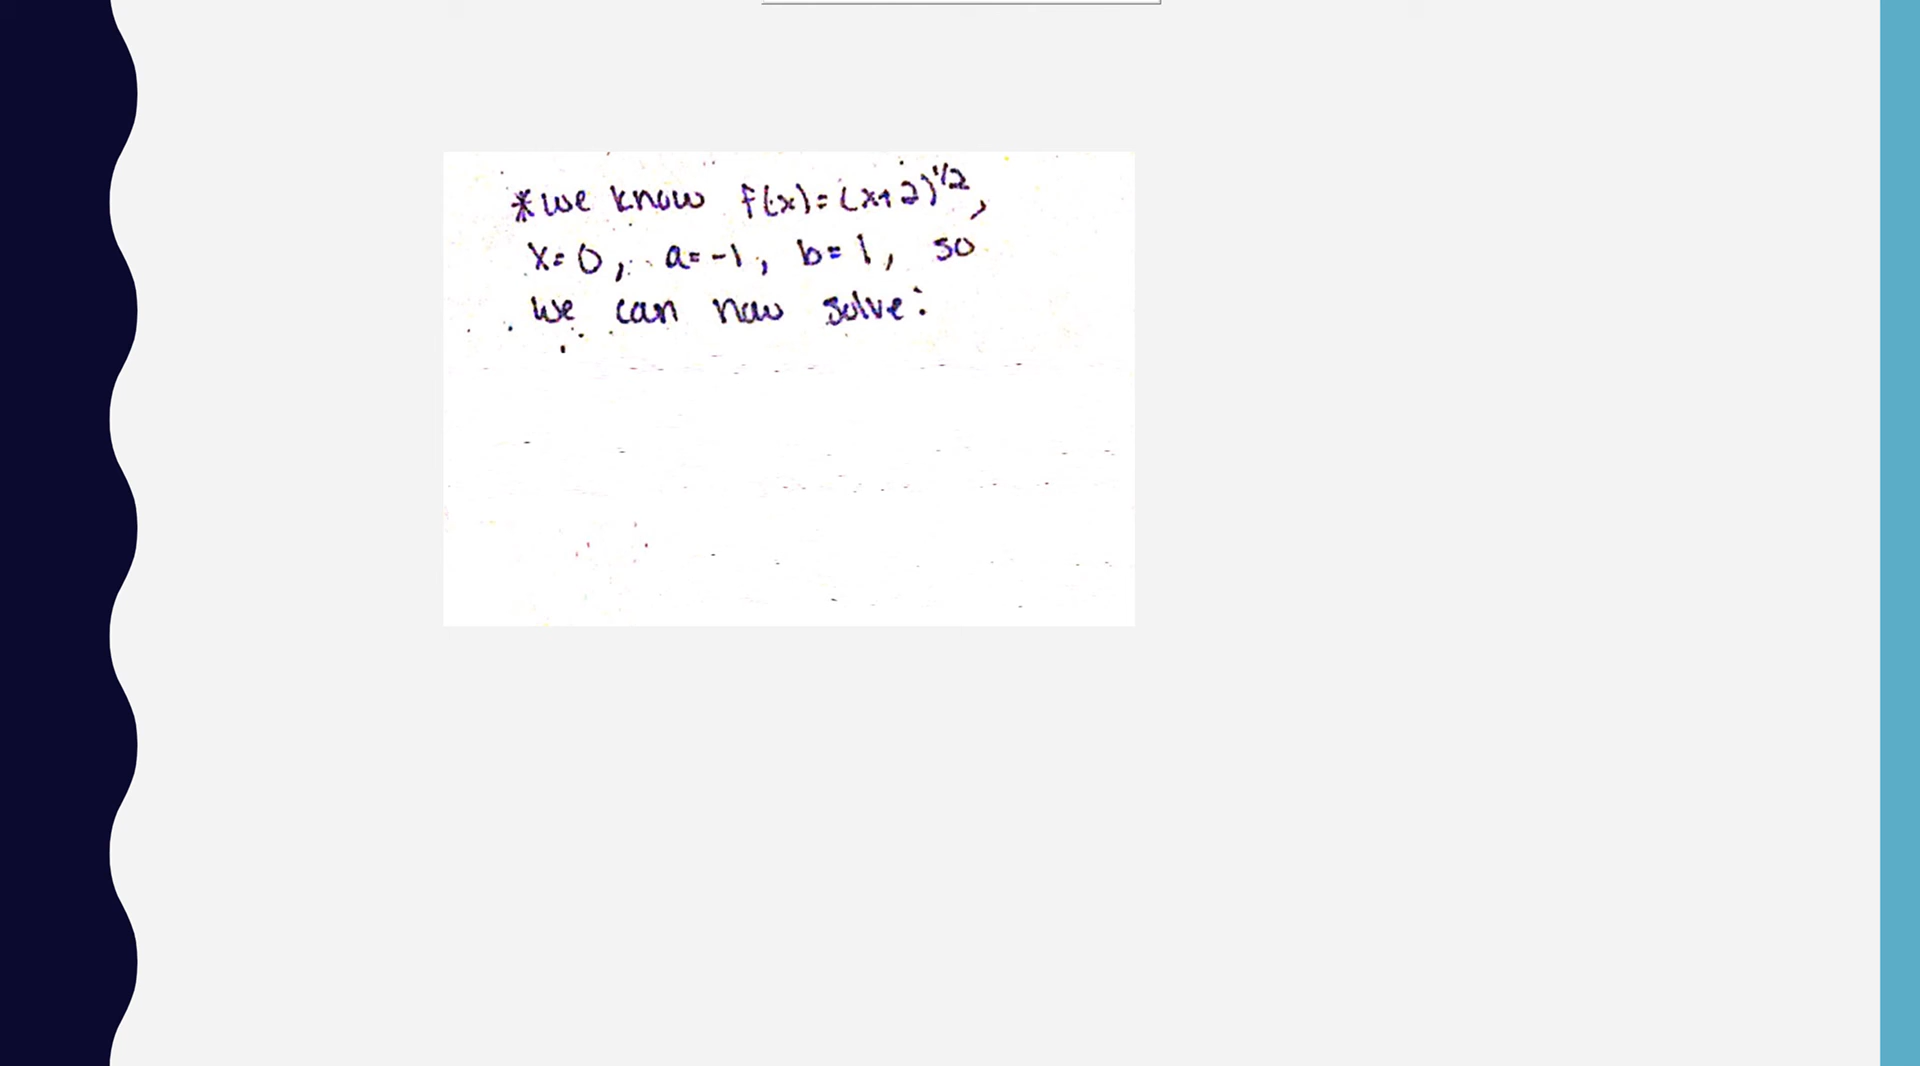 *we know f(x)=(x+2)^1/2,
x=0, a=-1, b=1, so
we can now solve: